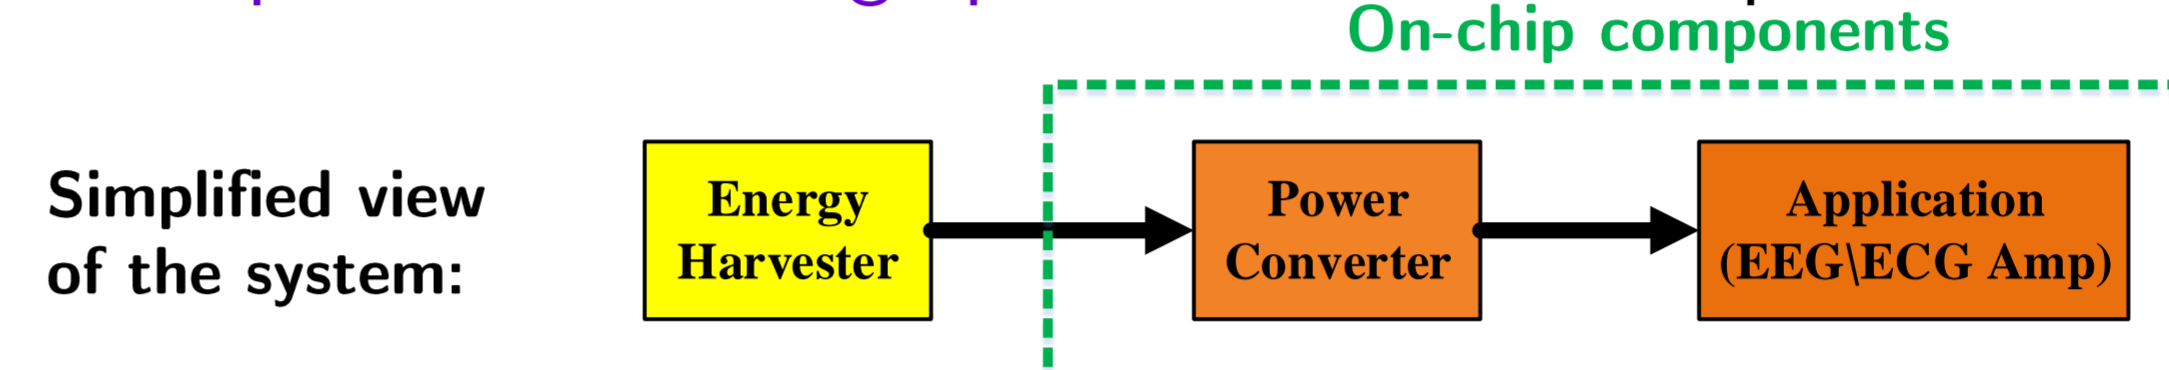 On-chip components
Simplified view
of the system:
Energy
Harvester
Power
Converter
Application
(EEG\ECG Amp)